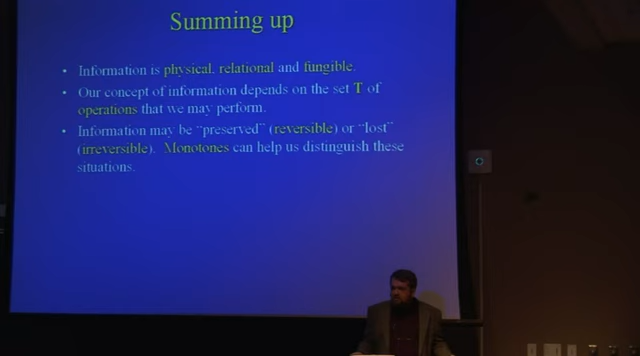 Summing up
• Information is physical, relational and fungible.
• Our concept of information depends on the set T of
operations that we may perform.
• Information may be "preserved" (reversible) or "lost"
(irreversible). Monotones can help us distinguish these
situations.